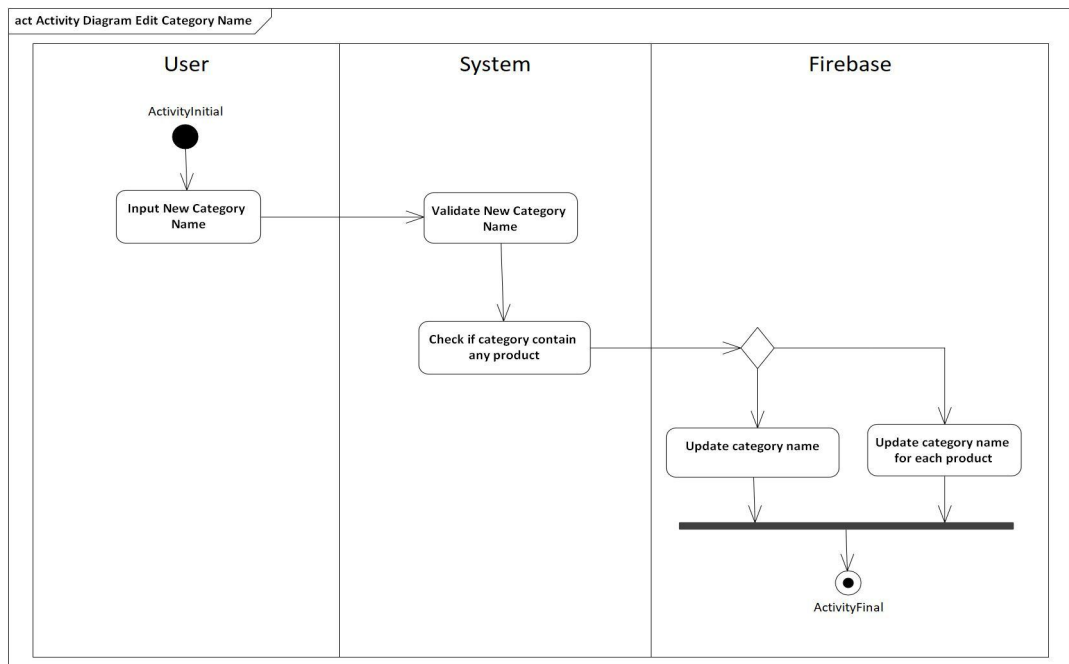 act Activity Diagram Edit Category Name
User
System
Firebase
ActivityInitial
Input New Category
Name
Validate New Category
Name
Check if category contain
any product
Update category name
Update category name
for each product
ActivityFinal